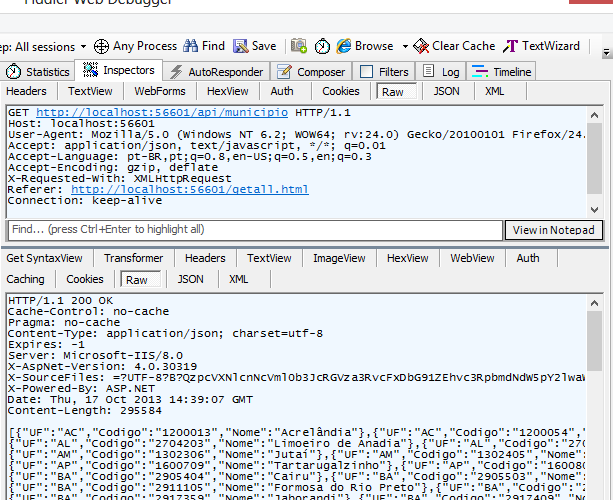 Fiddler Web Debugger
ep: All sessions Any Process Find Save Browse Clear Cache TextWizard
Statistics Inspectors AutoResponder Composer Filters Log Timeline
Headers TextView WebForms HexView Auth Cookies Raw JSON XML
GET http://localhost:56601/api/municipio HTTP/1.1
Host: localhost:56601
User-Agent: Mozilla/5.0 (Windows NT 6.2; WOW64; rv:24.0) Gecko/20100101 Firefox/24.
Accept: application/json, text/javascript, */*; q=0.01
Accept-Language: pt-BR,pt;q=0.8,en-US;q=0.5,en;q=0.3
Accept-Encoding: gzip, deflate
X-Requested-With: XMLHttpRequest
Referer: http://localhost:56601/getall.html
Connection: keep-alive
Find... (press Ctrl+Enter to highlight all) View in Notepad
Get SyntaxView Transformer Headers TextView ImageView HexView WebView Auth
Caching Cookies Raw JSON XML
HTTP/1.1 200 OK
Cache-Control: no-cache
Pragma: no-cache
Content-Type: application/json; charset=utf-8
Expires: -1
Server: Microsoft-IIS/8.0
X-AspNet-Version: 4.0.30319
X-SourceFiles:
X-Powered-By: ASP.NET
Date: Thu, 17 Oct 2013 14:39:07 GMT
Content-Length: 295584
[{"UF":"AC","Codigo":"1200013","Nome":"Acrelândia"},{"UF":"AC","Codigo":"1200054",
{"UF":"AL","Codigo":"2704203","Nome":"Limoeiro de Anadia"},{"UF":"AL","Codigo":"270
{"UF":"AM","Codigo":"1302306","Nome":"Jutaí"},{"UF":"AM","Codigo":"1302405","Nome":
{"UF":"AP","Codigo":"1600709","Nome":"Tartarugalzinho"},{"UF":"AP","Codigo":"160080
{"UF":"BA","Codigo":"2905404","Nome":"Cairu"},{"UF":"BA","Codigo":"2905503","Nome":
{"UF":"BA","Codigo":"2911105","Nome":"Formosa do Rio Preto"},{"UF":"BA","Codigo":"2
{"UF":"BA","Codigo":"2917359","Nome":"Jaborandi"},{"UF":"BA","Codigo":"2917409","No